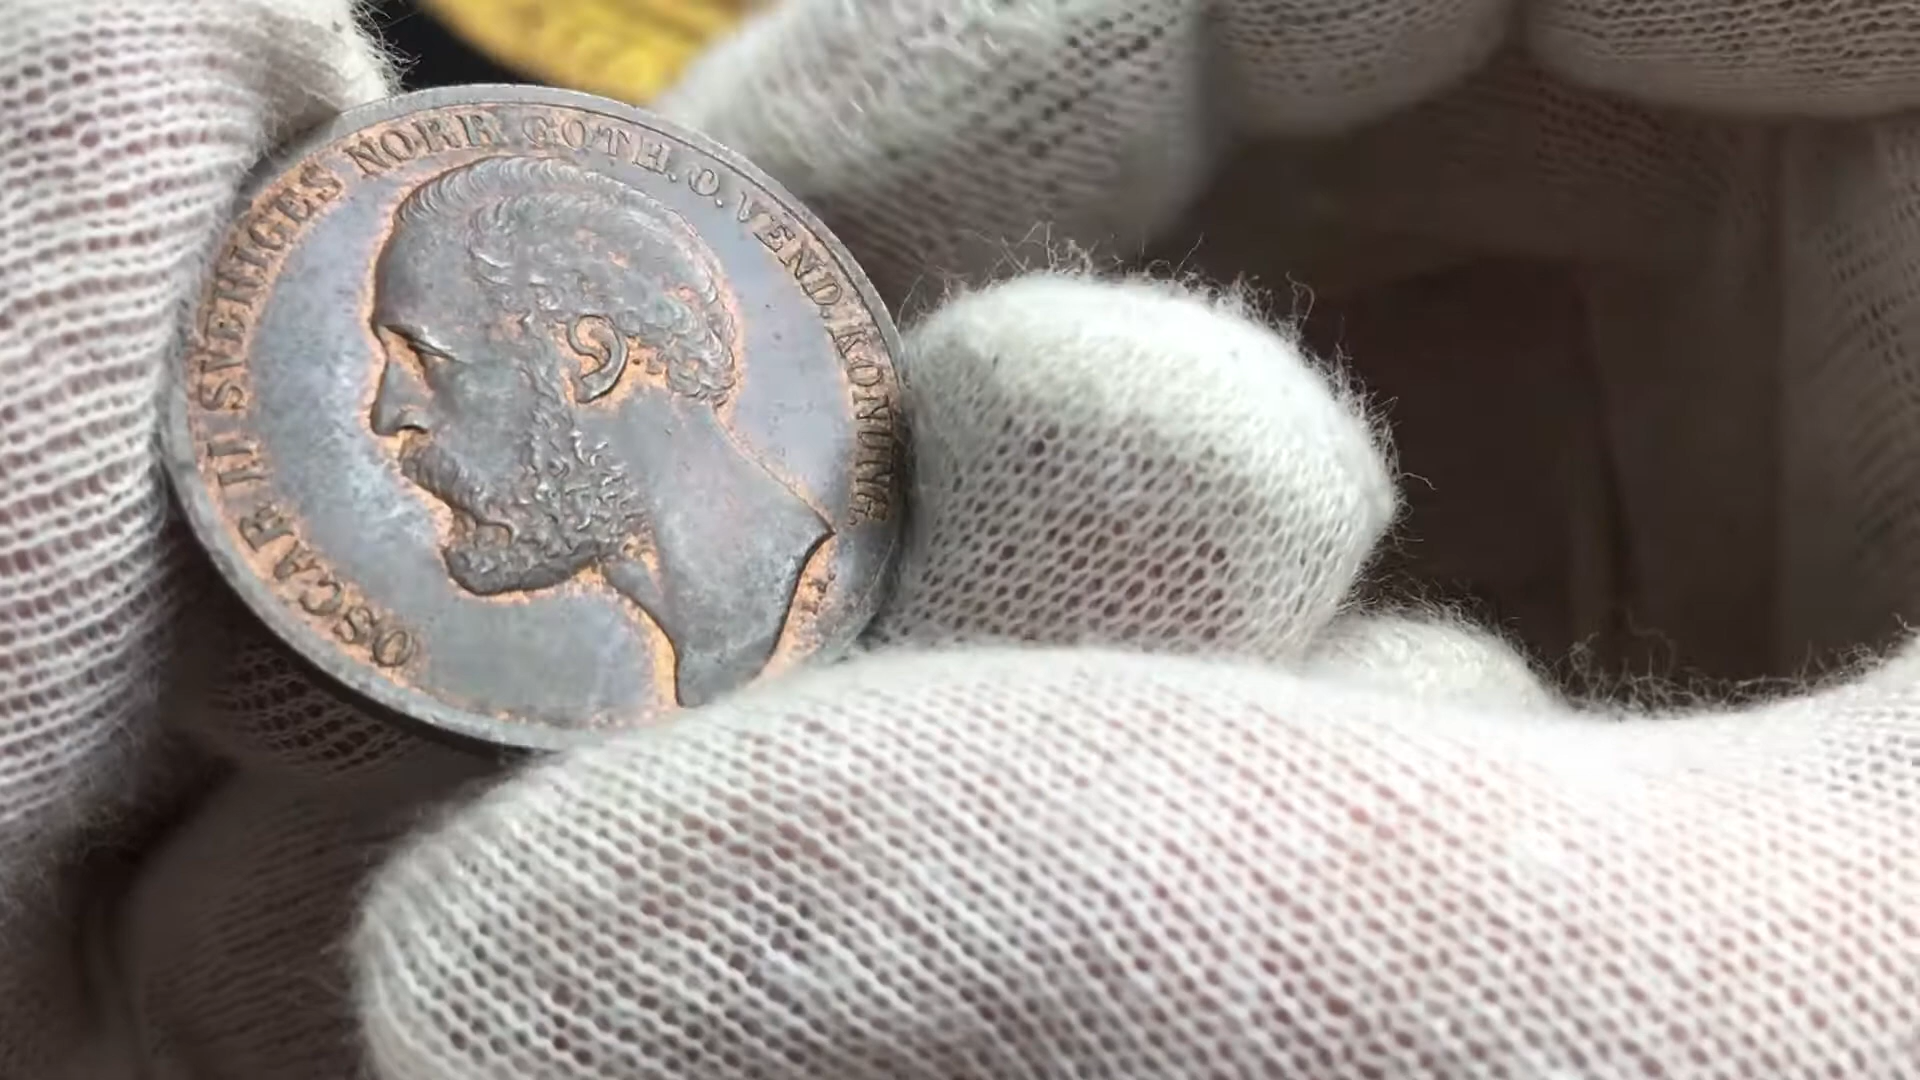 OSCAR II SVERIGES NORR. GOTH. O. VEND. KONUNG.